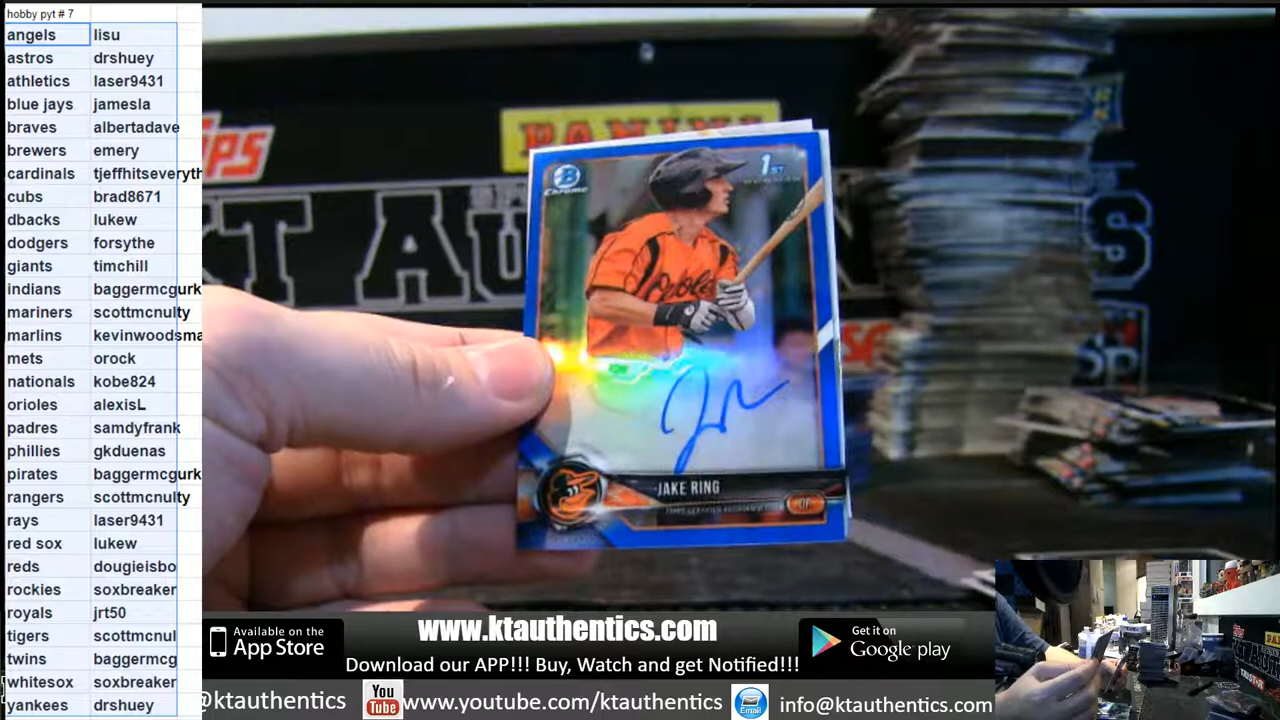 hobby pyt # 7
angels lisu
astros drshuey
athletics laser9431
blue jays jamesla
braves albertadave
brewers emery
cardinals tjeffhitseveryth
cubs brad8671
dbacks lukew
dodgers forsythe
giants timchill
indians baggermcgurk
mariners scottmcnulty
marlins kevinwoodsma
mets orock
nationals kobe824
orioles alexisL
padres samdyfrank
phillies gkduenas
pirates baggermcgurk
rangers scottmcnulty
rays laser9431
red sox lukew
reds dougieisbo
rockies soxbreaker
royals jrt50
tigers scottmcnul
twins baggermcg
whitesox soxbreaker
yankees drshuey
PANINI
B
Chrome
1ST
Orioles
JAKE RING
OF
Available on the
App Store
www.ktauthentics.com
Download our APP!!! Buy, Watch and get Notified!!!
Get it on
Google play
@ktauthentics
You
Tube
www.youtube.com/ktauthentics
Email
info@ktauthentics.com